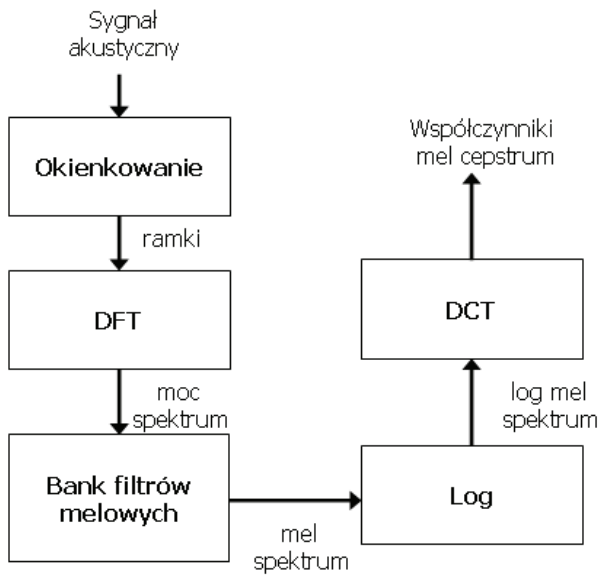 Sygnał
akustyczny
Okienkowanie
ramki
DFT
moc
spektrum
Bank filtrów
melowych
mel
spektrum
Log
log mel
spektrum
DCT
Współczynniki
mel cepstrum